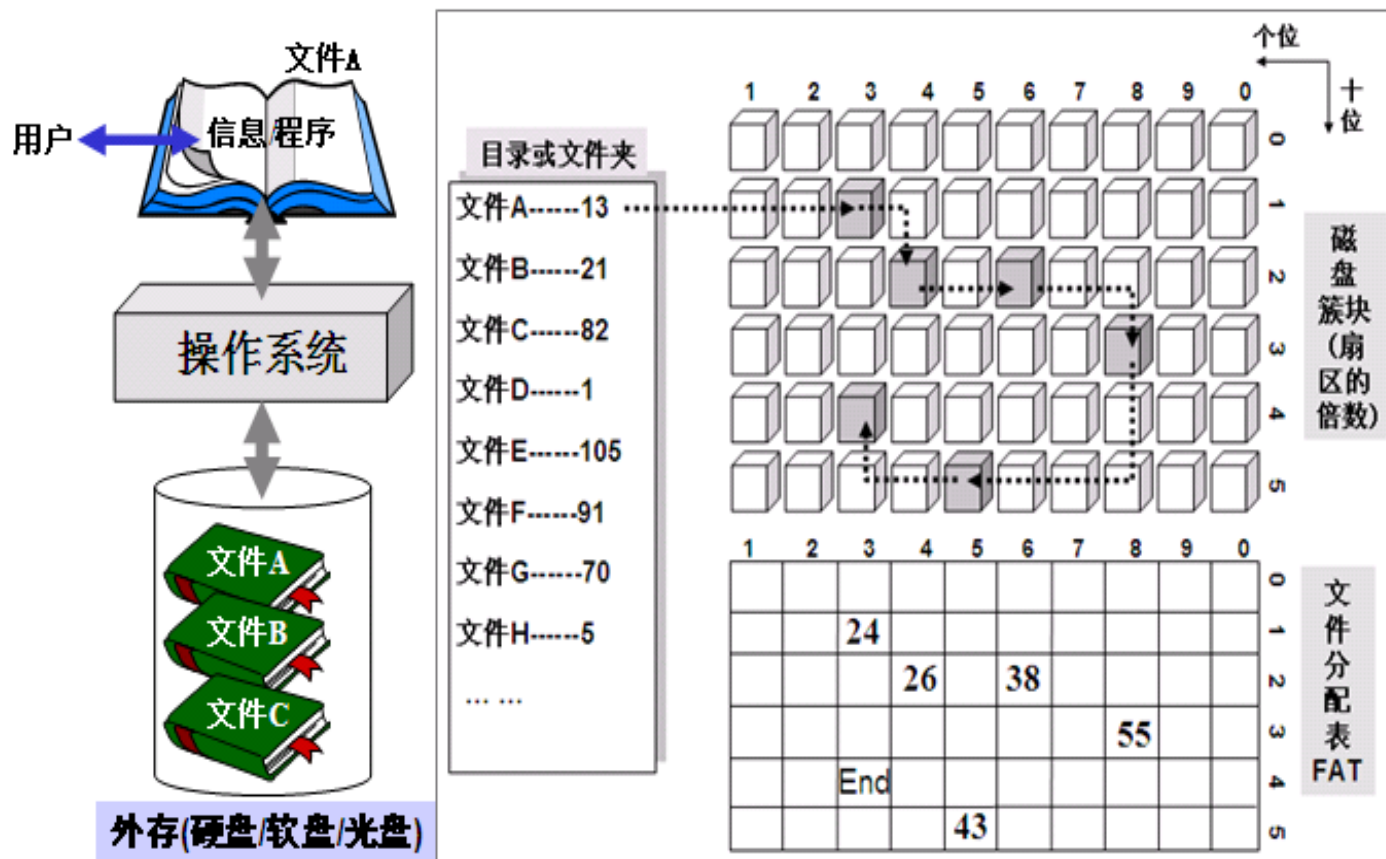 文件A
用户
信息/程序
操作系统
文件A
文件B
文件C
外存(硬盘/软盘/光盘)
目录或文件夹
文件A------13
文件B------21
文件C------82
文件D------1
文件E------105
文件F------91
文件G------70
文件H------5
... ...
个位
十位
1 2 3 4 5 6 7 8 9 0
0
1
2
3
4
5
磁
盘
簇块
(扇
区的
倍数)
1 2 3 4 5 6 7 8 9 0
0
24 1
26 38 2
55 3
End 4
43 5
文
件
分
配
表
FAT